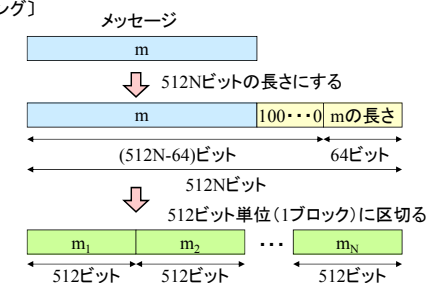 ング〕
メッセージ
m
512Nビットの長さにする
m 100・・・0 mの長さ
(512N-64)ビット 64ビット
512Nビット
512ビット単位(1ブロック)に区切る
m1 m2 ・・・ mN
512ビット 512ビット 512ビット